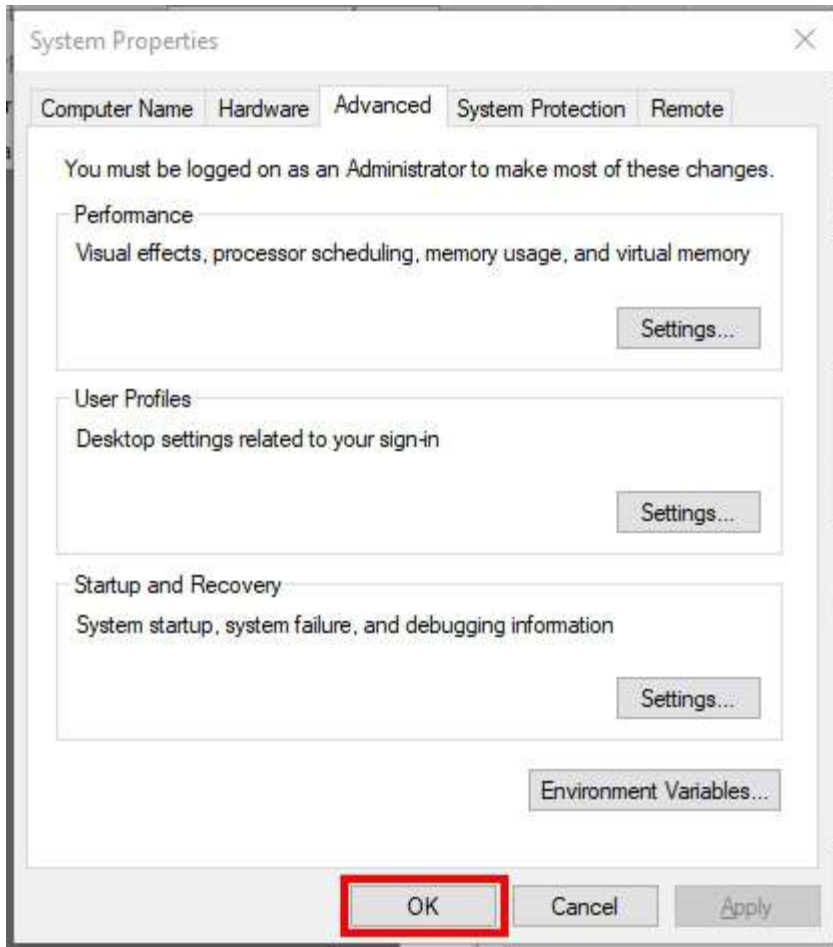 System Properties
Computer Name Hardware Advanced System Protection Remote
You must be logged on as an Administrator to make most of these changes.
Performance
Visual effects, processor scheduling, memory usage, and virtual memory
Settings...
User Profiles
Desktop settings related to your sign-in
Settings...
Startup and Recovery
System startup, system failure, and debugging information
Settings...
Environment Variables...
OK Cancel Apply